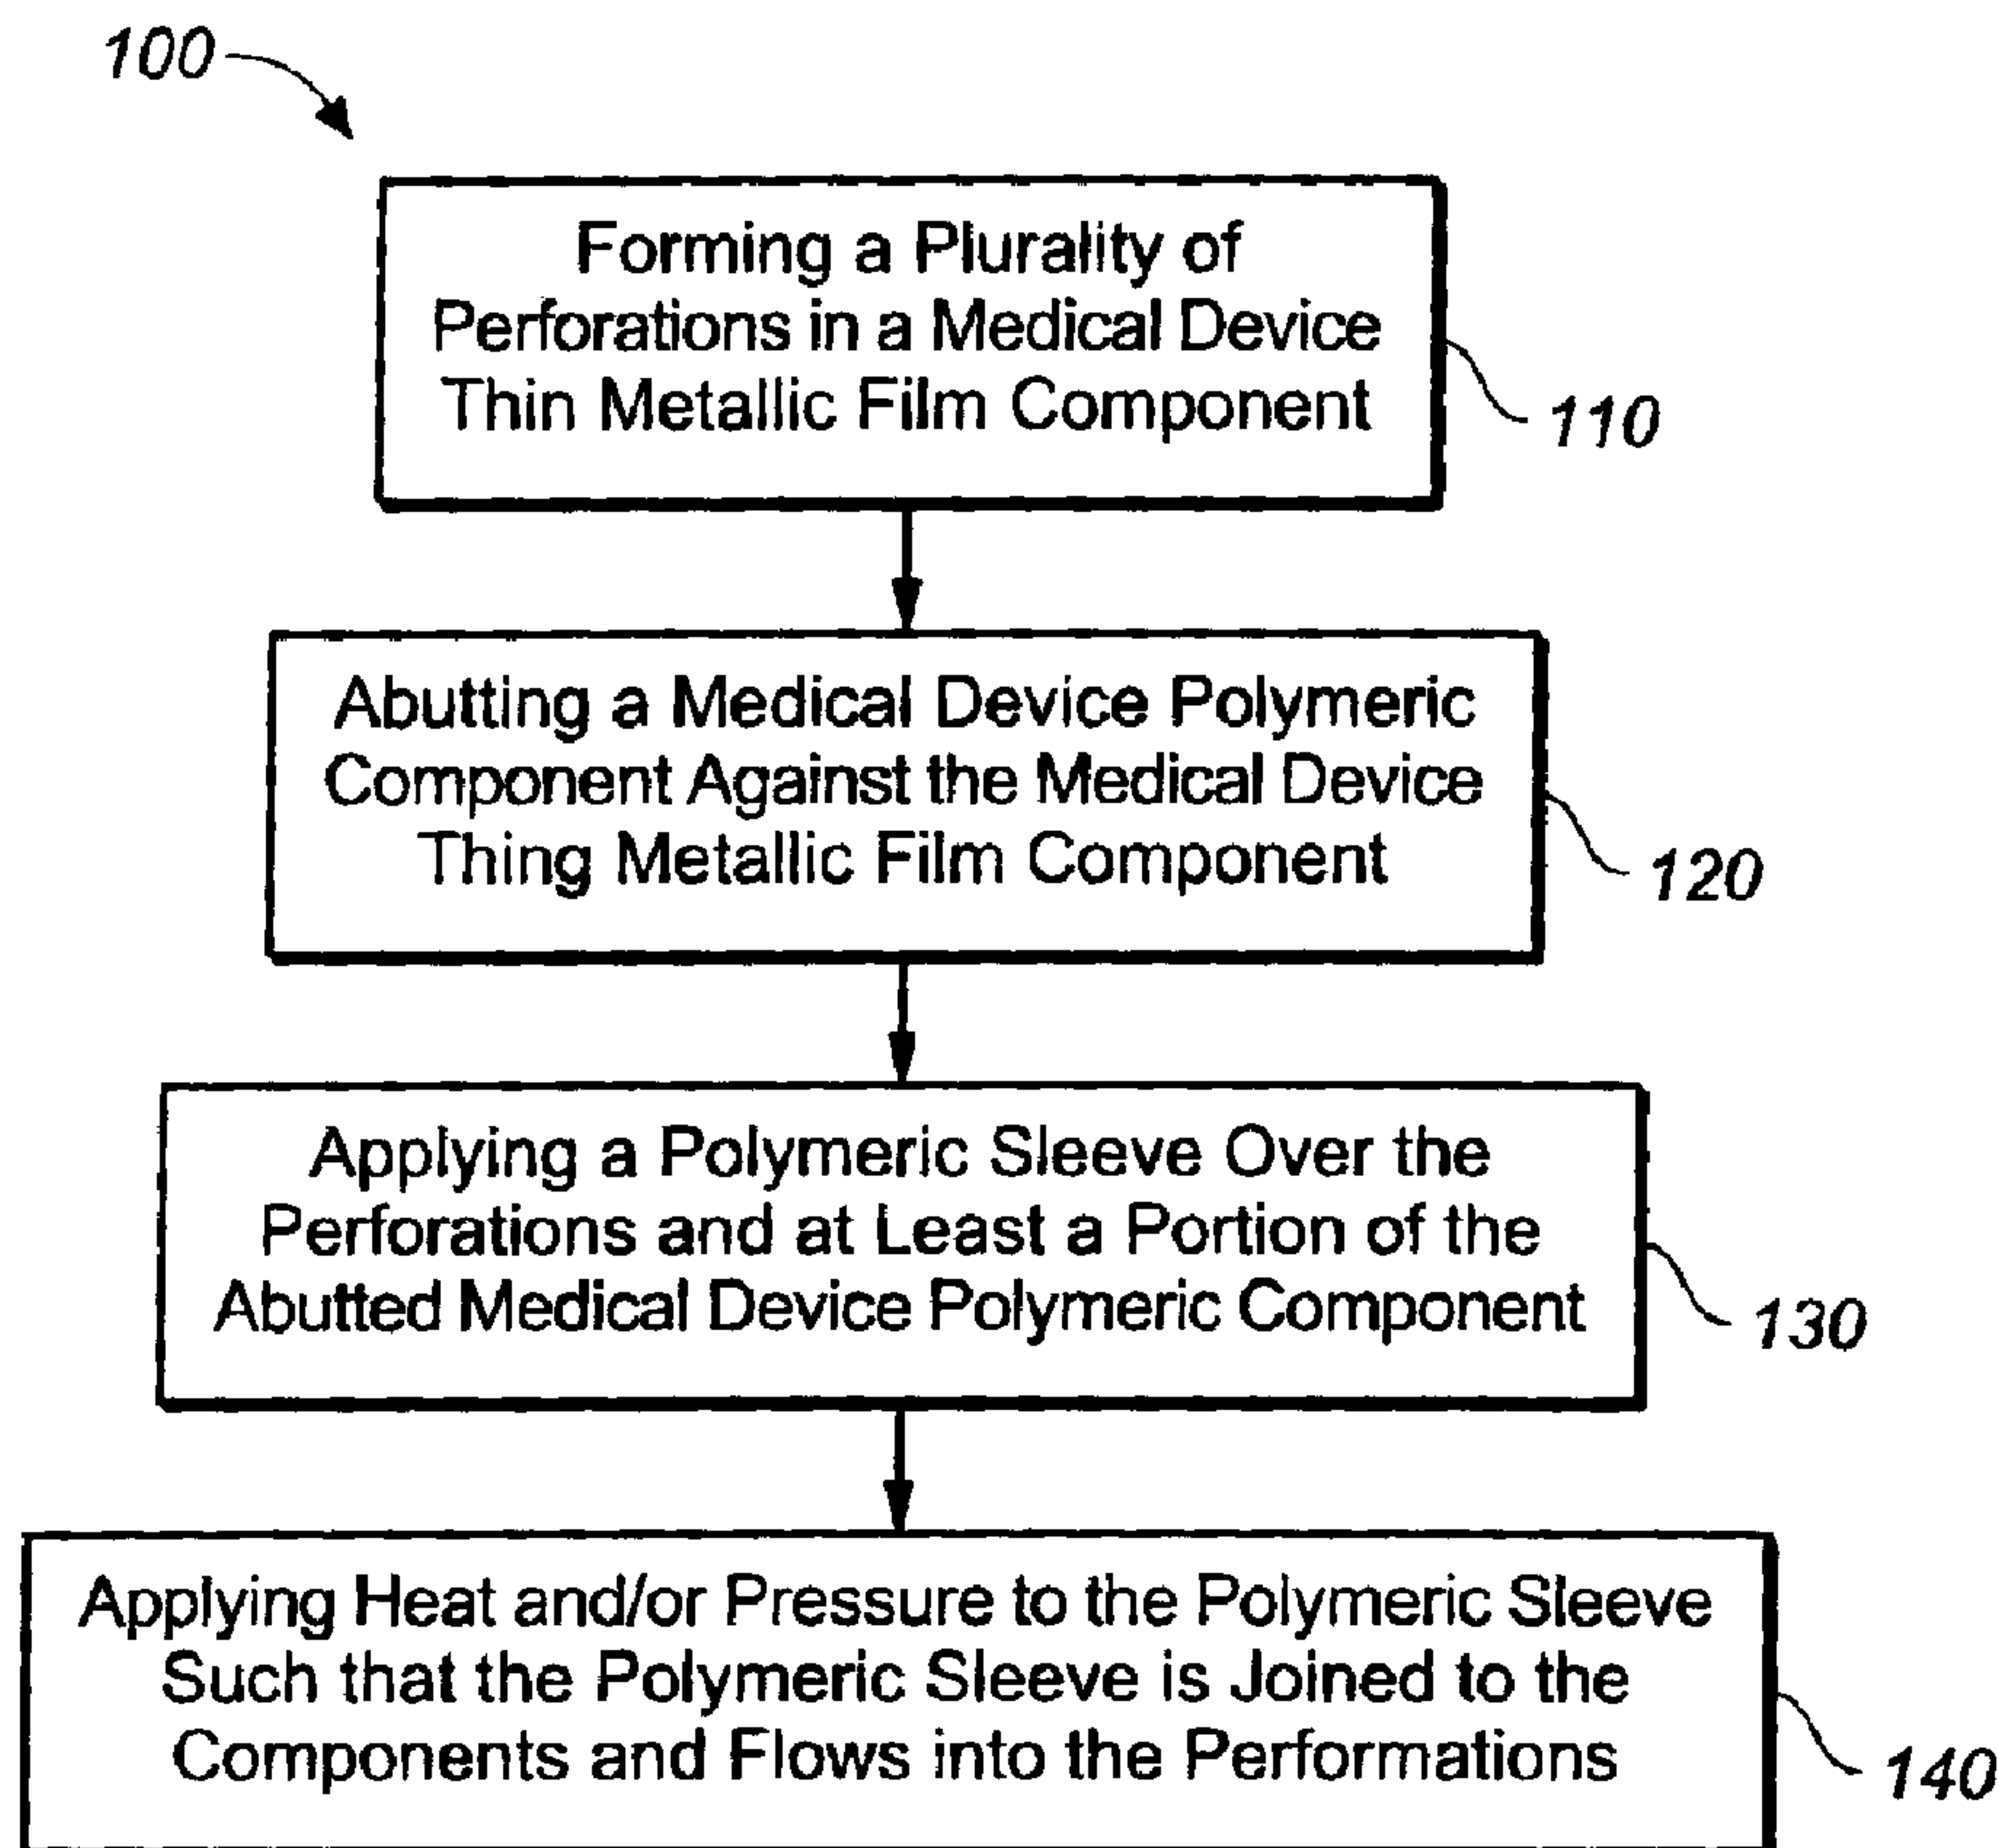 100
Forming a Plurality of
Perforations in a Medical Device
Thin Metallic Film Component
110
Abutting a Medical Device Polymeric
Component Against the Medical Device
Thing Metallic Film Component
120
Applying a Polymeric Sleeve Over the
Perforations and at Least a Portion of the
Abutted Medical Device Polymeric Component
130
Applying Heat and/or Pressure to the Polymeric Sleeve
Such that the Polymeric Sleeve is Joined to the
Components and Flows into the Performations
140